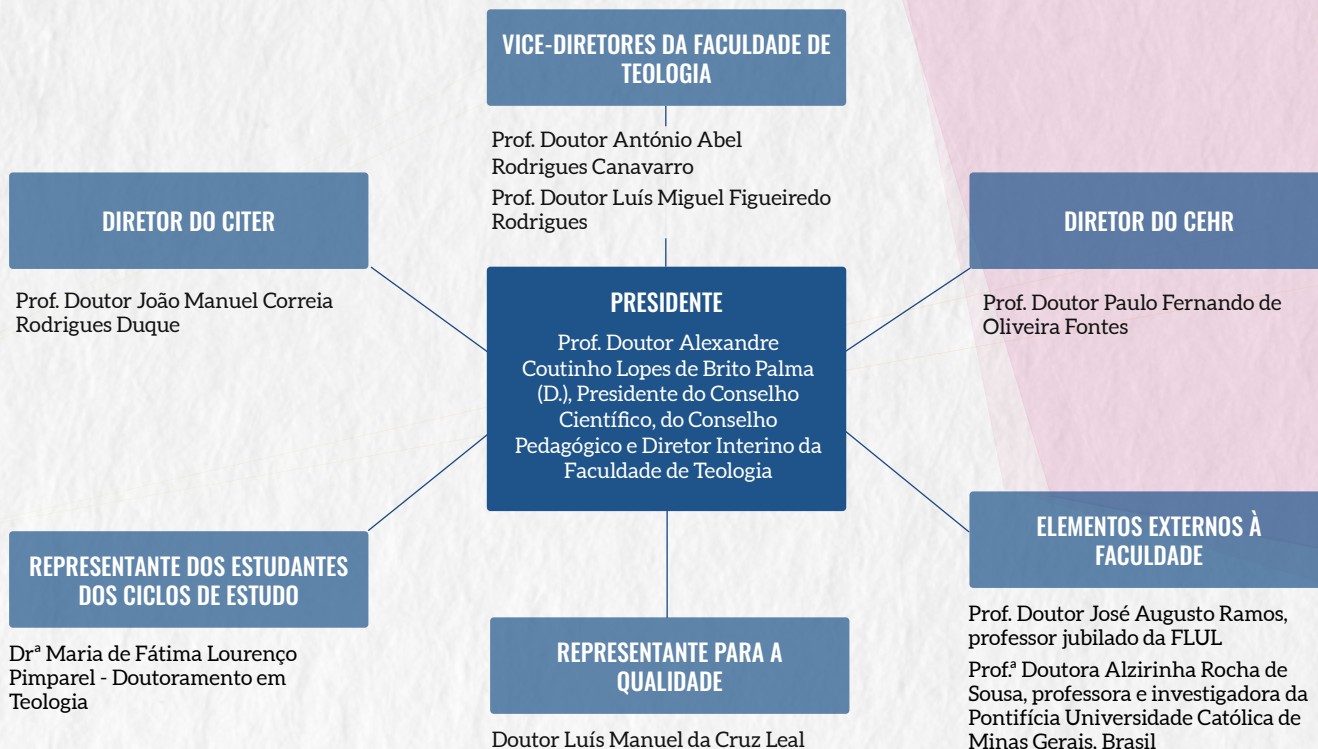 VICE-DIRETORES DA FACULDADE DE
TEOLOGIA
Prof. Doutor António Abel
Rodrigues Canavarro
Prof. Doutor Luís Miguel Figueiredo
Rodrigues
DIRETOR DO CITER
Prof. Doutor João Manuel Correia
Rodrigues Duque
DIRETOR DO CEHR
Prof. Doutor Paulo Fernando de
Oliveira Fontes
PRESIDENTE
Prof. Doutor Alexandre
Coutinho Lopes de Brito Palma
(D.), Presidente do Conselho
Científico, do Conselho
Pedagógico e Diretor Interino da
Faculdade de Teologia
REPRESENTANTE DOS ESTUDANTES
DOS CICLOS DE ESTUDO
Drª Maria de Fátima Lourenço
Pimparel - Doutoramento em
Teologia
REPRESENTANTE PARA A
QUALIDADE
Doutor Luís Manuel da Cruz Leal
ELEMENTOS EXTERNOS À
FACULDADE
Prof. Doutor José Augusto Ramos,
professor jubilado da FLUL
Prof.ª Doutora Alzirinha Rocha de
Sousa, professora e investigadora da
Pontifícia Universidade Católica de
Minas Gerais, Brasil